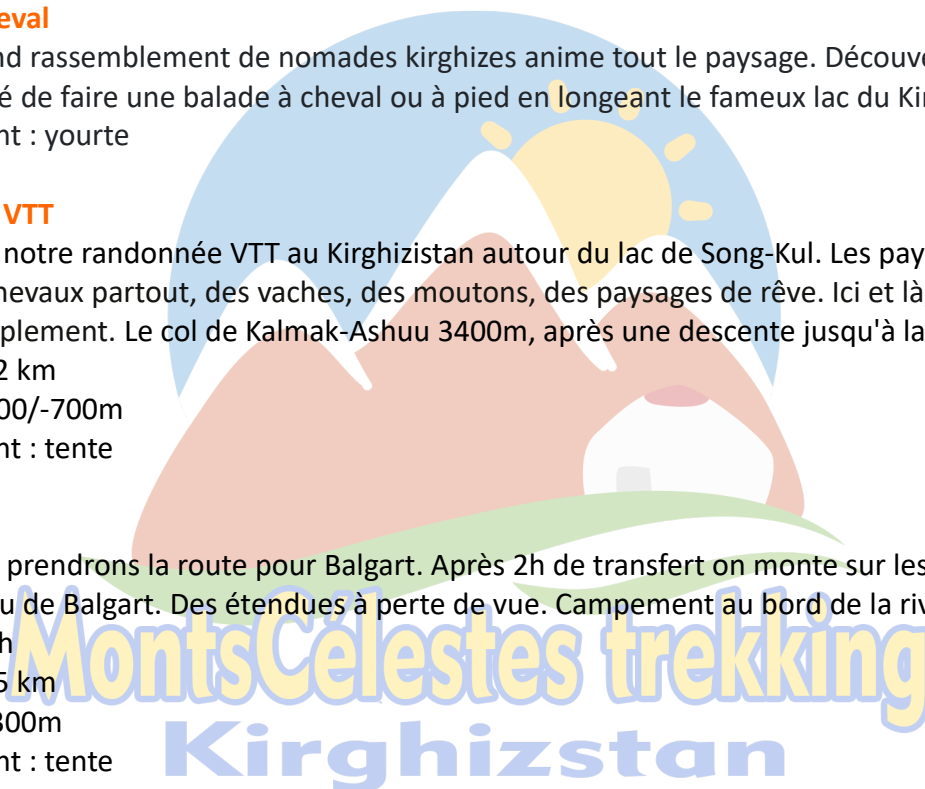 eval
nd rassemblement de nomades kirghizes anime tout le paysage. Découve
é de faire une balade à cheval ou à pied en longeant le fameux lac du Ki
nt : yourte
VTT
notre randonnée VTT au Kirghizistan autour du lac de Song-Kul. Les pay
hevaux partout, des vaches, des moutons, des paysages de rêve. Ici et là
plement. Le col de Kalmak-Ashuu 3400m, après une descente jusqu'à la
2 km
00/-700m
nt : tente
prendrons la route pour Balgart. Après 2h de transfert on monte sur les
u de Balgart. Des étendues à perte de vue. Campement au bord de la riv
h
5 km
300m
nt : tente
MontsCélestes trekking
Kirghizstan